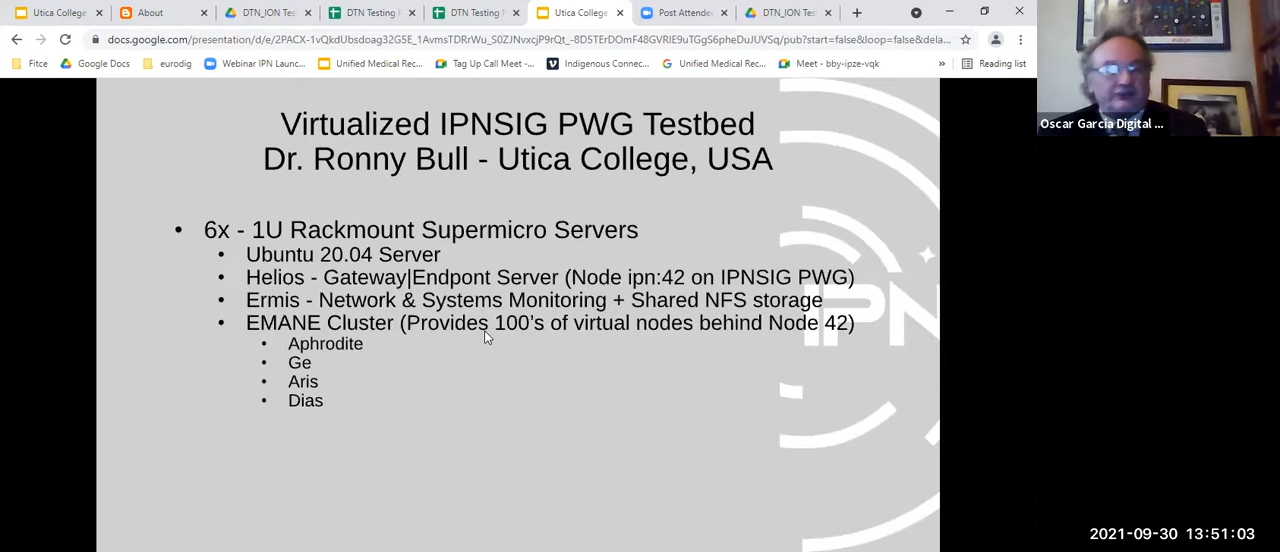 Utica College
About
DTN_ION Tes
DTN Testing F
DTN Testing F
Utica College
Post Attendee
DTN_ION Tes
docs.google.com/presentation/d/e/2PACX-1vQkdUbsdoag32G5E_1AvmsTDRrWu_S0ZJNvxcjP9rQt_-8D5TErDOmF48GVRIE9uTGgS6pheDuJUVSq/pub?start=false&loop=false&dela...
Fitce
Google Docs
eurodig
Webinar IPN Launc...
Unified Medical Rec...
Tag Up Call Meet -...
Indigenous Connec...
Unified Medical Rec...
Meet - bby-ipze-vqk
»
Reading list
Oscar Garcia Digital ...
Virtualized IPNSIG PWG Testbed
Dr. Ronny Bull - Utica College, USA
• 6x - 1U Rackmount Supermicro Servers
• Ubuntu 20.04 Server
• Helios - Gateway|Endpont Server (Node ipn:42 on IPNSIG PWG)
• Ermis - Network & Systems Monitoring + Shared NFS storage
• EMANE Cluster (Provides 100's of virtual nodes behind Node 42)
• Aphrodite
• Ge
• Aris
• Dias
IPN
2021-09-30 13:51:03